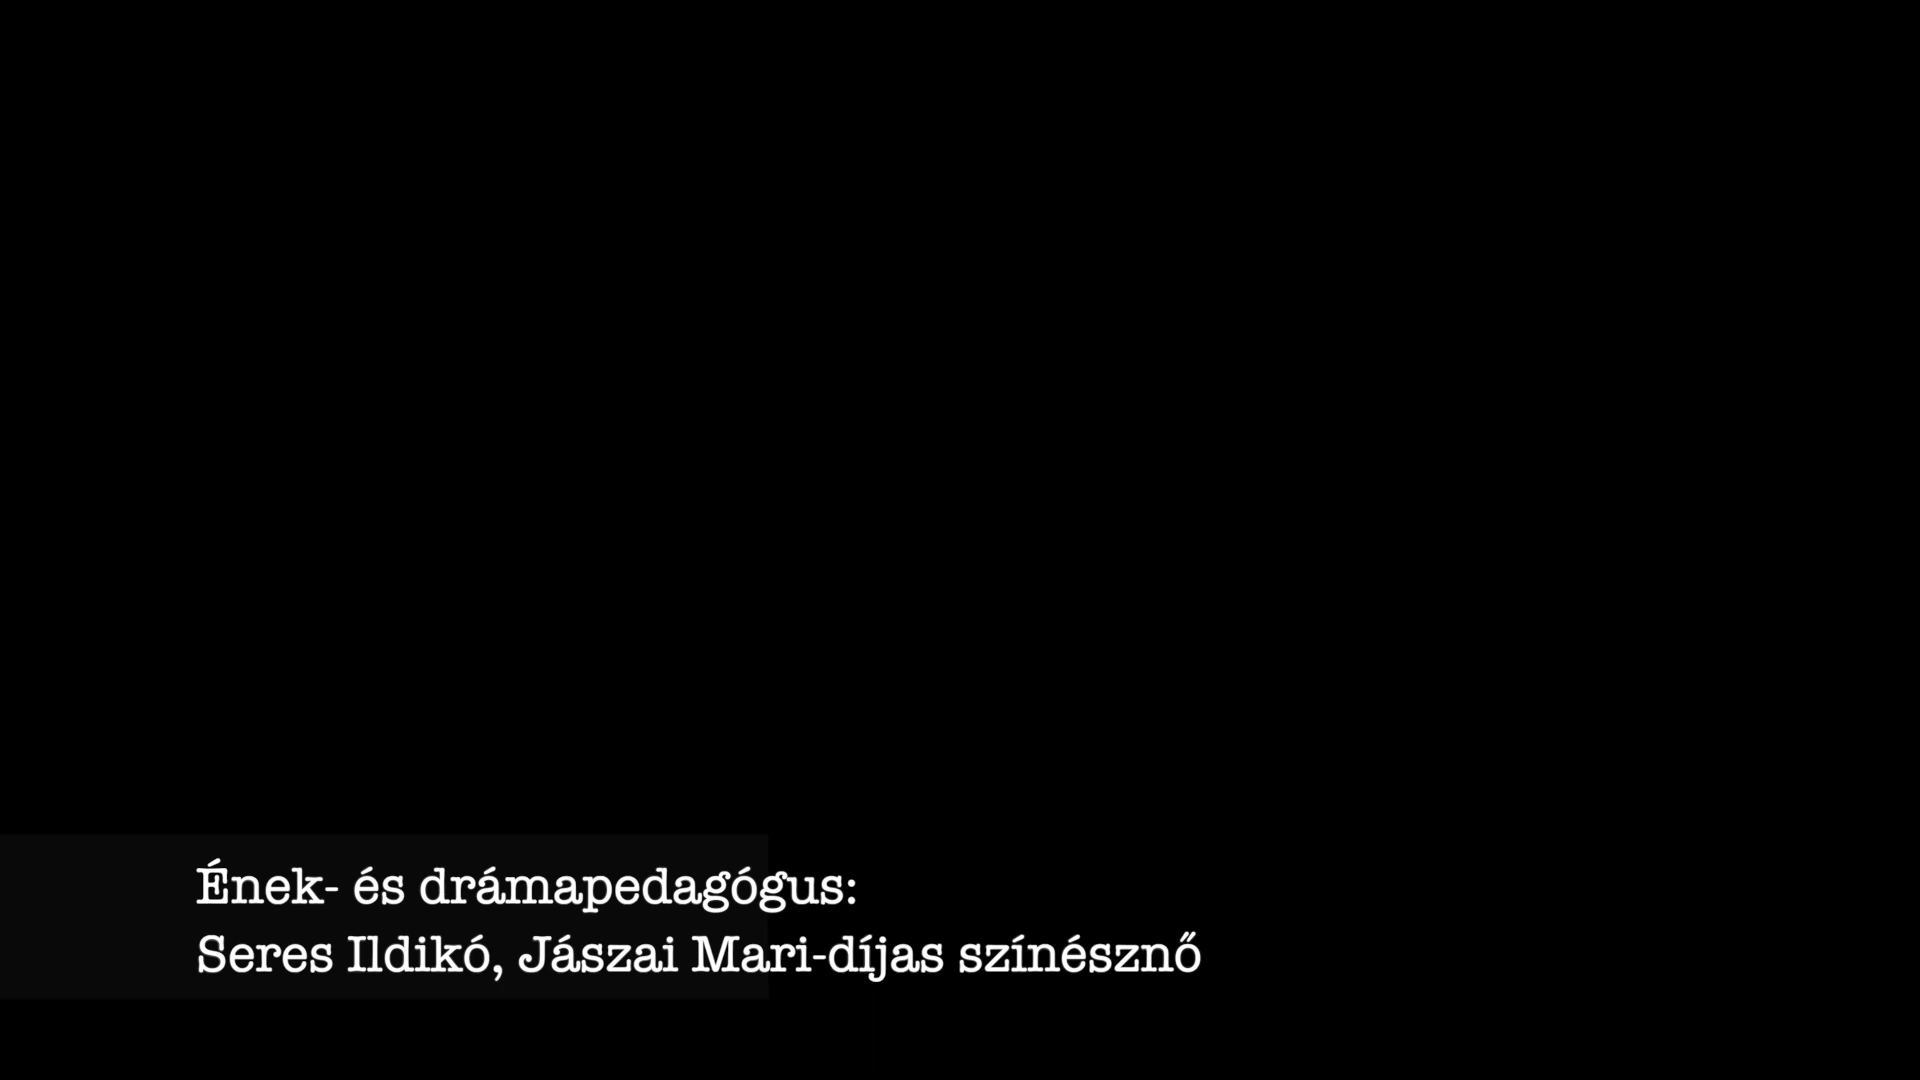 Ének- és drámapedagógus:
Seres Ildikó, Jászai Mari-díjas színésznő